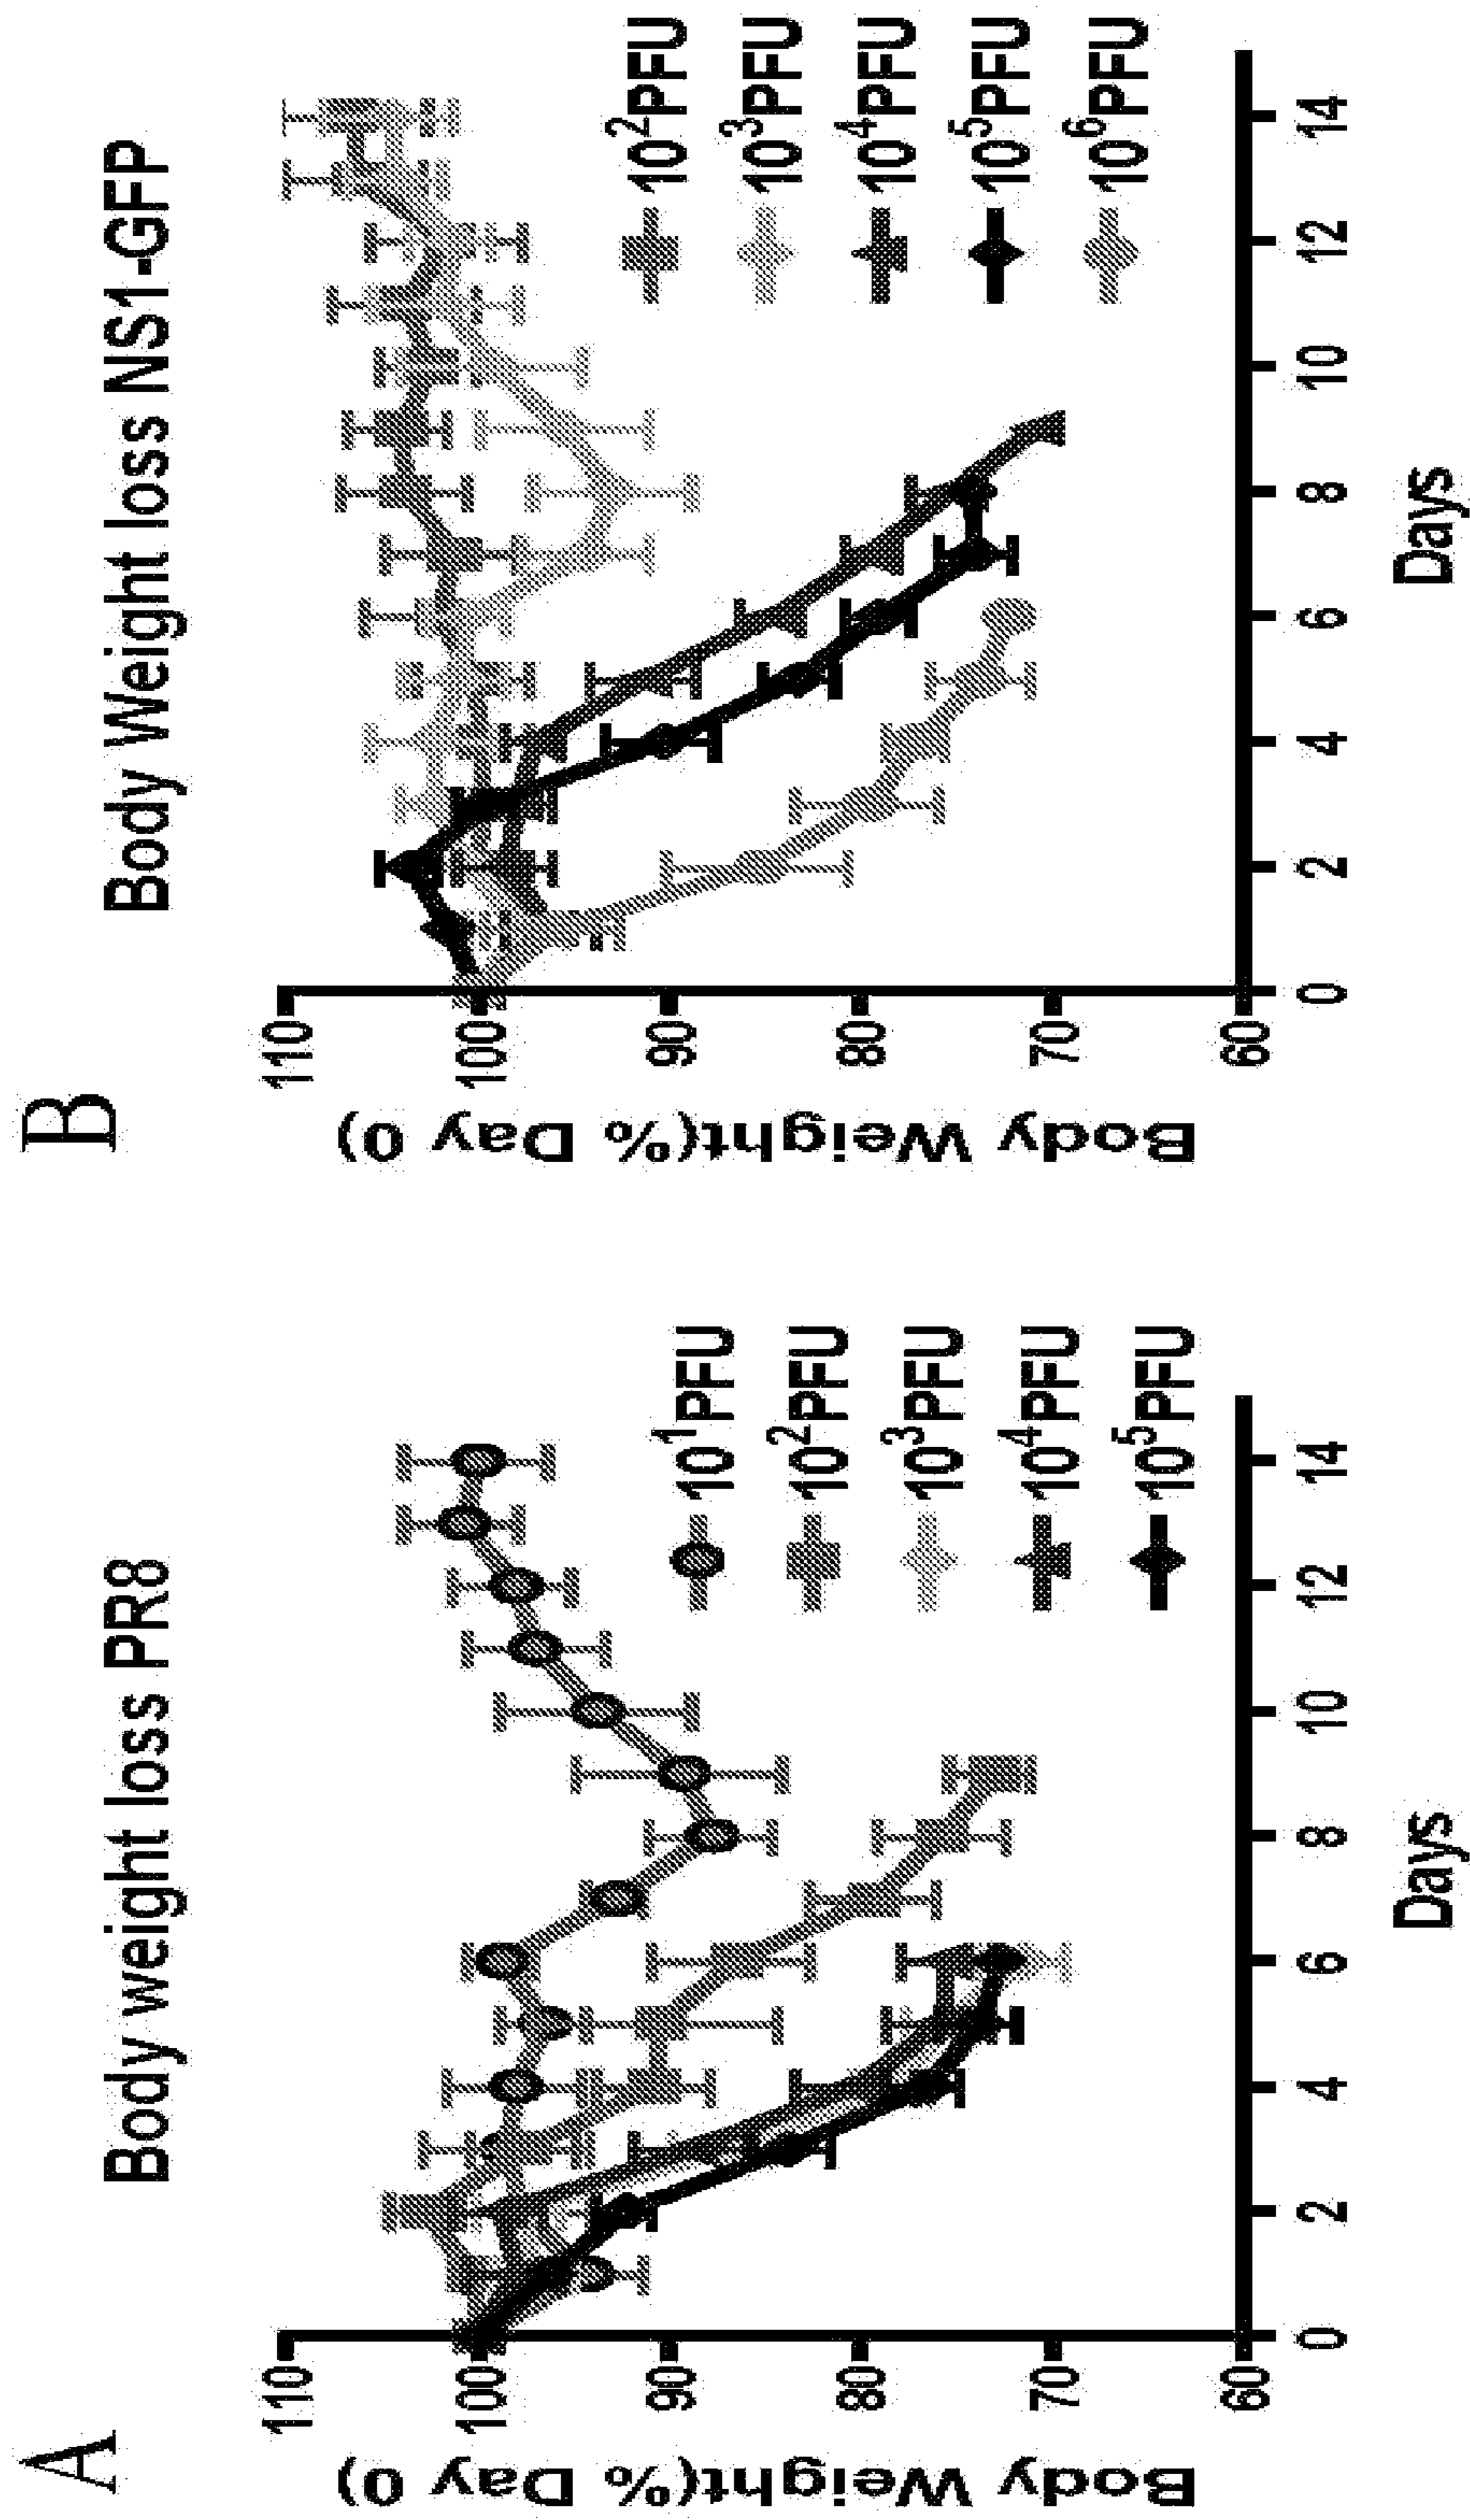 A
Body weight loss PR8
Body Weight(% Day 0)
110
100
90
80
70
60
0 2 4 6 8 10 12 14
Days
10¹PFU
10²PFU
10³PFU
10⁴PFU
10⁵PFU
B
Body Weight loss NS1-GFP
Body Weight(% Day 0)
110
100
90
80
70
60
0 2 4 6 8 10 12 14
Days
10²PFU
10³PFU
10⁴PFU
10⁵PFU
10⁶PFU